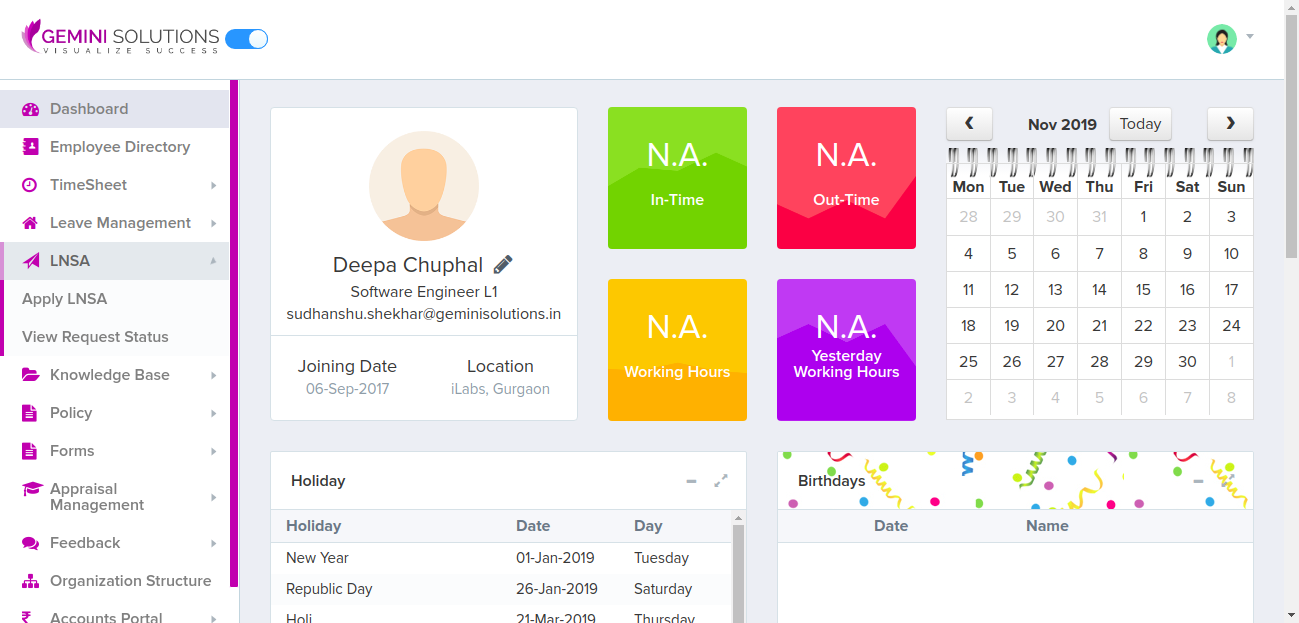 GEMINI SOLUTIONS
VISUALIZE SUCCESS
Dashboard
Employee Directory
TimeSheet
Leave Management
LNSA
Apply LNSA
View Request Status
Knowledge Base
Policy
Forms
Appraisal
Management
Feedback
Organization Structure
Accounts Portal
Deepa Chuphal
Software Engineer L1
sudhanshu.shekhar@geminisolutions.in
Joining Date Location
06-Sep-2017 iLabs, Gurgaon
N.A.
In-Time
N.A.
Out-Time
N.A.
Working Hours
N.A.
Yesterday
Working Hours
Nov 2019 Today
Mon Tue Wed Thu Fri Sat Sun
28 29 30 31 1 2 3
4 5 6 7 8 9 10
11 12 13 14 15 16 17
18 19 20 21 22 23 24
25 26 27 28 29 30 1
2 3 4 5 6 7 8
Holiday
Holiday Date Day
New Year 01-Jan-2019 Tuesday
Republic Day 26-Jan-2019 Saturday
Holi 21-Mar-2019 Thursday
Birthdays
Date Name